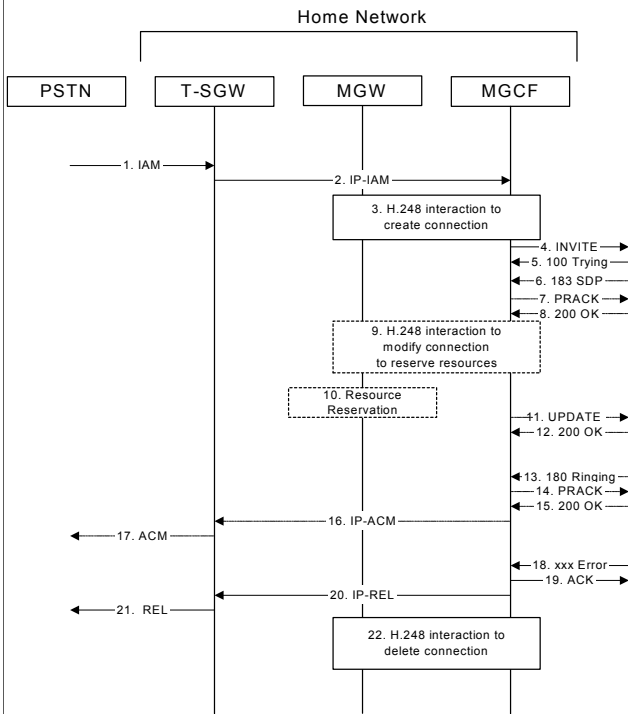 Home Network
PSTN
T-SGW
MGW
MGCF
1. IAM
2. IP-IAM
3. H.248 interaction to
create connection
4. INVITE
5. 100 Trying
6. 183 SDP
7. PRACK
8. 200 OK
9. H.248 interaction to
modify connection
to reserve resources
10. Resource
Reservation
11. UPDATE
12. 200 OK
13. 180 Ringing
14. PRACK
15. 200 OK
16. IP-ACM
17. ACM
18. xxx Error
19. ACK
20. IP-REL
21. REL
22. H.248 interaction to
delete connection